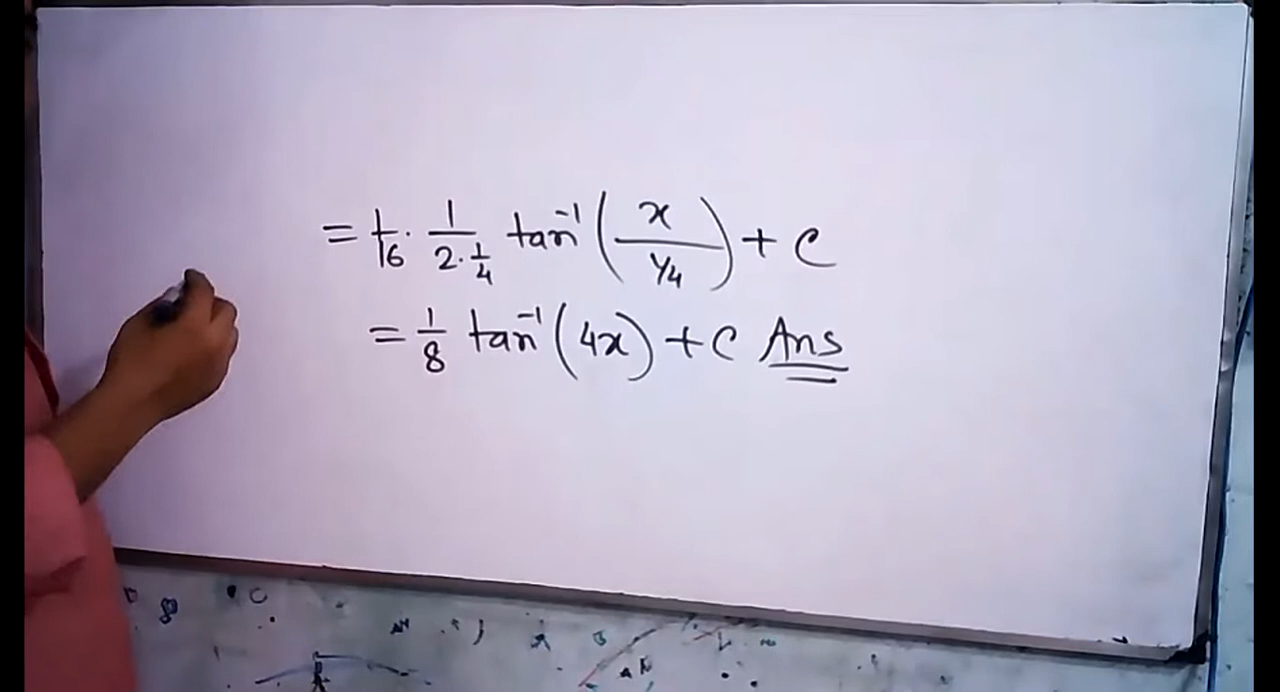 = 1/16 · 1/(2·1/4) tan⁻¹(x/(1/4)) + C
= 1/8 tan⁻¹(4x) + C Ans